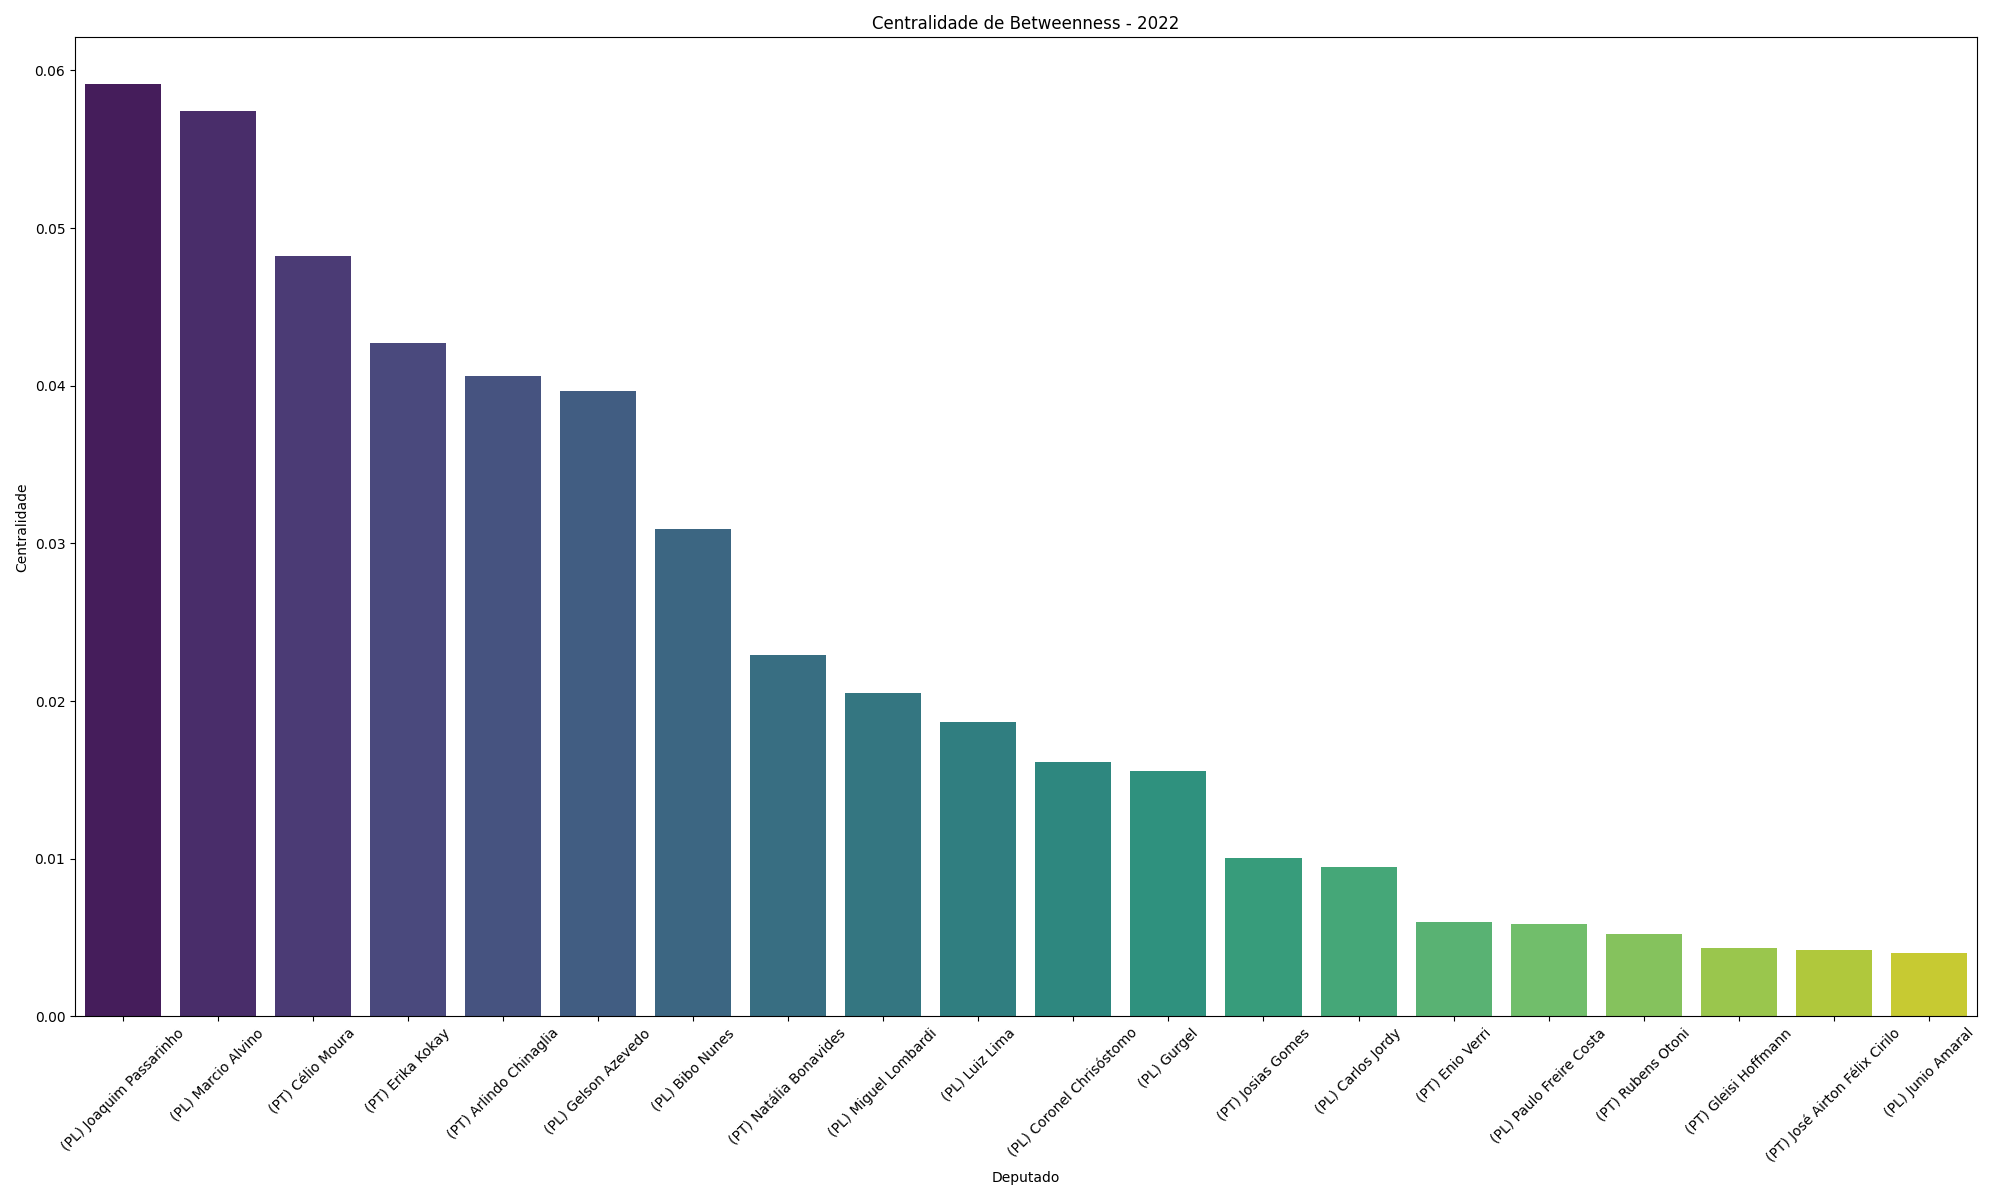 Centralidade de Betweenness - 2022
0.06
0.05
0.04
0.03
0.02
0.01
0.00
Centralidade
(PL) Joaquim Passarinho
(PL) Marcio Alvino
(PT) Célio Moura
(PT) Erika Kokay
(PT) Arlindo Chinaglia
(PL) Gelson Azevedo
(PL) Bibo Nunes
(PT) Natália Bonavides
(PL) Miguel Lombardi
(PL) Luiz Lima
(PL) Coronel Chrisóstomo
(PL) Gurgel
(PT) Josias Gomes
(PL) Carlos Jordy
(PT) Enio Verri
(PL) Paulo Freire Costa
(PT) Rubens Otoni
(PT) Gleisi Hoffmann
(PT) José Airton Félix Cirilo
(PL) Junio Amaral
Deputado